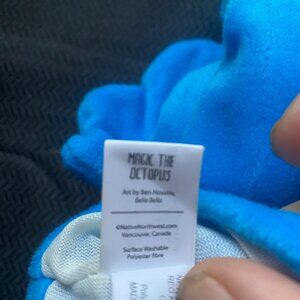 MAGIC THE
OCTOPUS
Art by Ben Houstie,
Bella Bella
©NativeNorthwest.com
Vancouver, Canada
Surface Washable
Polyester fibre